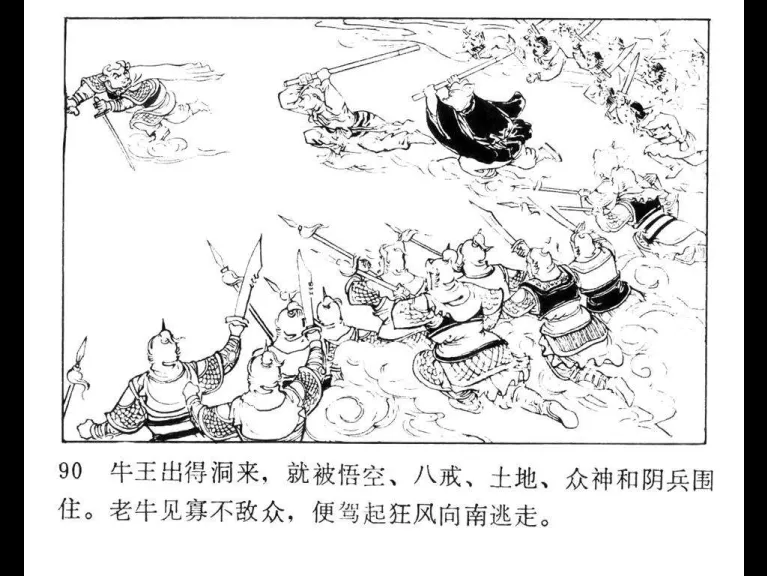 90 牛王出得洞来，就被悟空、八戒、土地、众神和阴兵围
住。老牛见寡不敌众，便驾起狂风向南逃走。